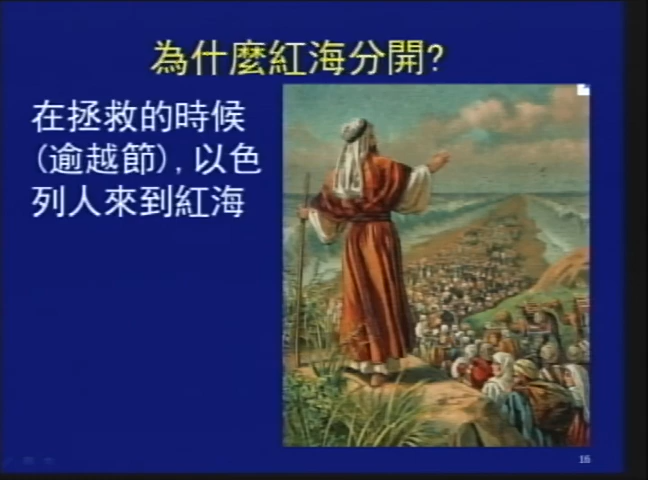 為什麼紅海分開?
在拯救的時候
(逾越節),以色
列人來到紅海
16